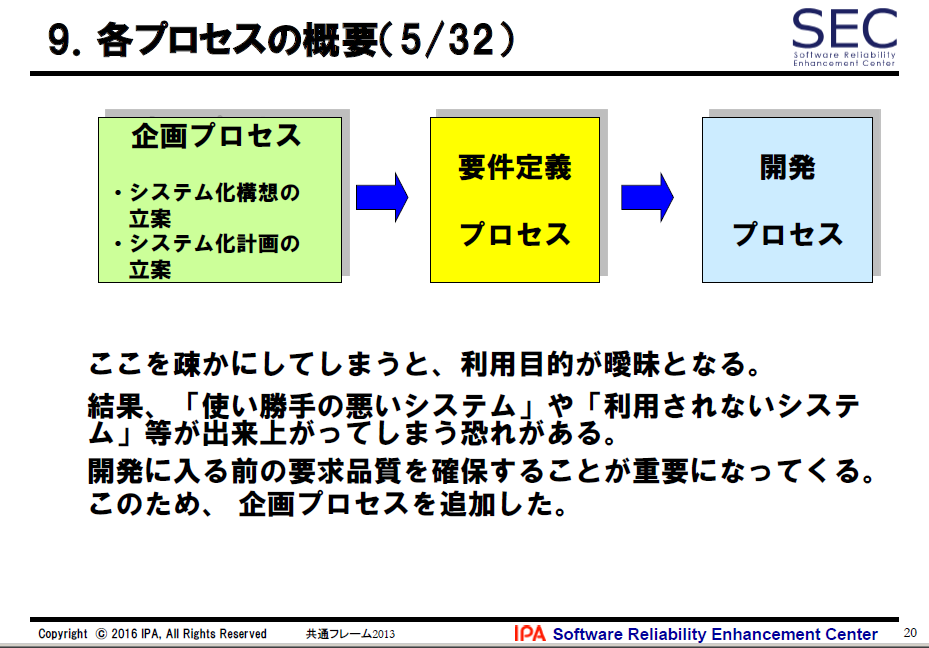 9．各プロセスの概要（5/32）
SEC
Software Reliability
Enhancement Center
企画プロセス
・システム化構想の
立案
・システム化計画の
立案
要件定義
プロセス
開発
プロセス
ここを疎かにしてしまうと、利用目的が曖昧となる。
結果、「使い勝手の悪いシステム」や「利用されないシステ
ム」等が出来上がってしまう恐れがある。
開発に入る前の要求品質を確保することが重要になってくる。
このため、 企画プロセスを追加した。
Copyright © 2016 IPA, All Rights Reserved
共通フレーム2013
IPA Software Reliability Enhancement Center
20